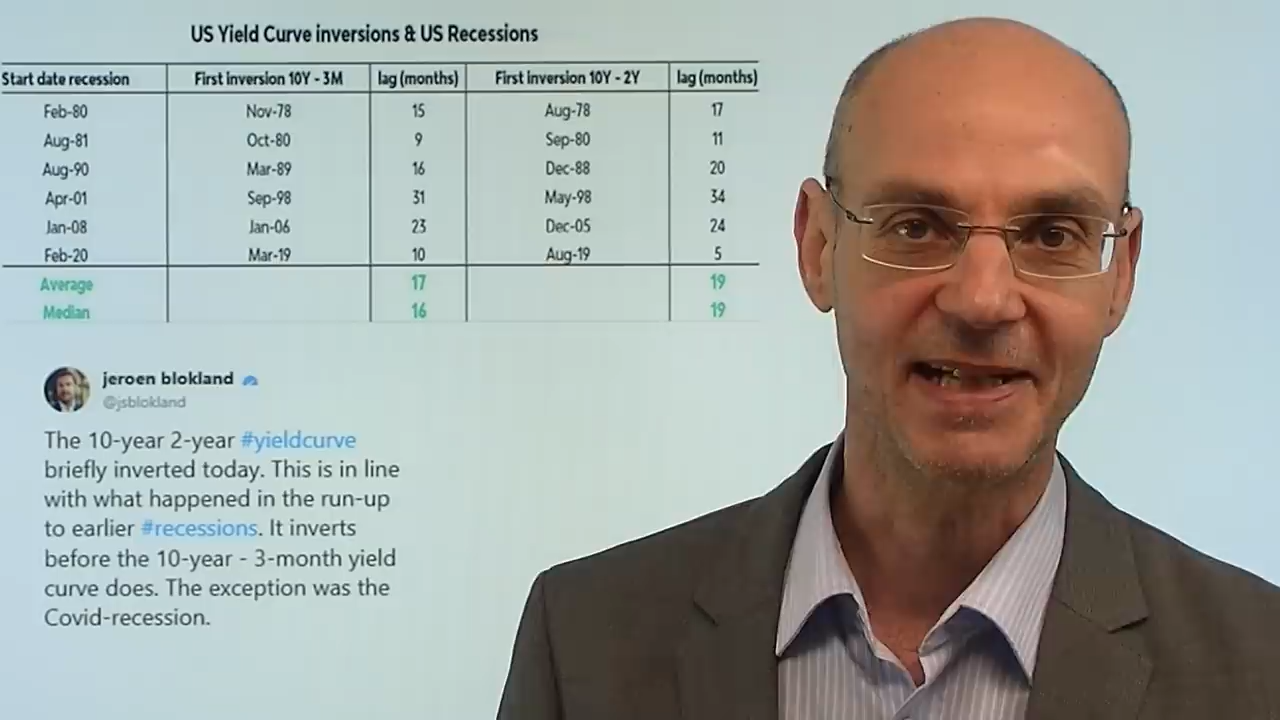 US Yield Curve inversions & US Recessions
Start date recession First inversion 10Y - 3M lag (months) First inversion 10Y - 2Y lag (months)
Feb-80 Nov-78 15 Aug-78 17
Aug-81 Oct-80 9 Sep-80 11
Aug-90 Mar-89 16 Dec-88 20
Apr-01 Sep-98 31 May-98 34
Jan-08 Jan-06 23 Dec-05 24
Feb-20 Mar-19 10 Aug-19 5
Average 17 19
Median 16 19
jeroen blokland
@jsblokland
The 10-year 2-year #yieldcurve
briefly inverted today. This is in line
with what happened in the run-up
to earlier #recessions. It inverts
before the 10-year - 3-month yield
curve does. The exception was the
Covid-recession.